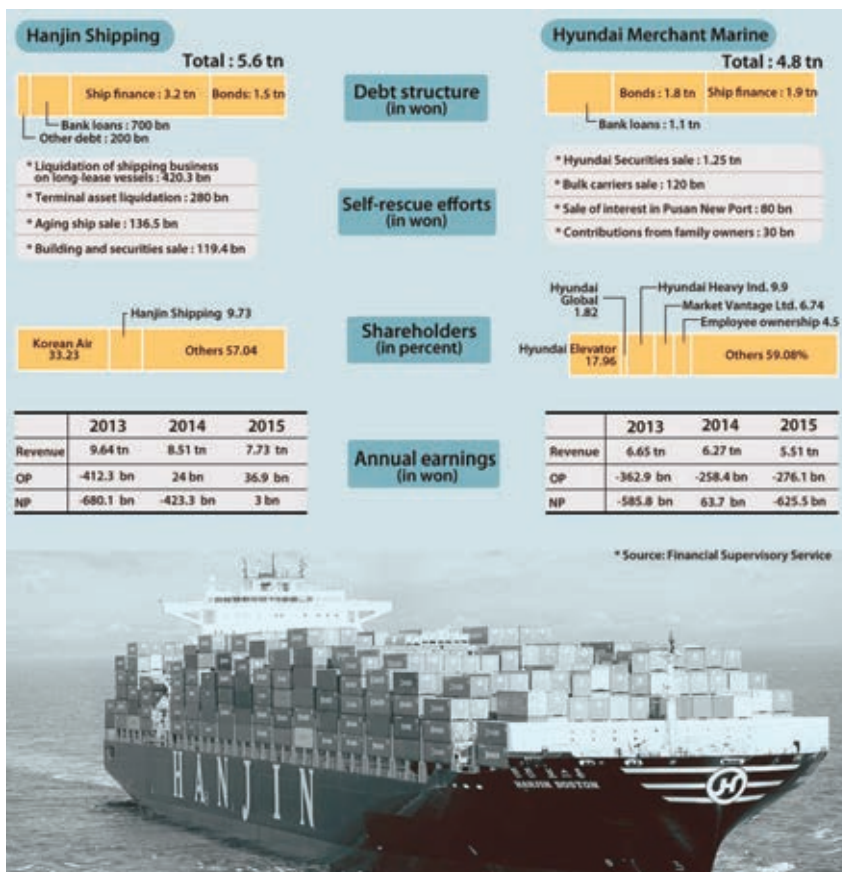 Hanjin Shipping
Total : 5.6 tn
Ship finance : 3.2 tn Bonds: 1.5 tn
Bank loans : 700 bn
Other debt : 200 bn
* Liquidation of shipping business
on long-lease vessels : 420.3 bn
* Terminal asset liquidation : 280 bn
* Aging ship sale : 136.5 bn
* Building and securities sale : 119.4 bn
Hanjin Shipping 9.73
Korean Air
33.23
Others 57.04
2013 2014 2015
Revenue 9.64 tn 8.51 tn 7.73 tn
OP -412.3 bn 24 bn 36.9 bn
NP -680.1 bn -423.3 bn 3 bn
Debt structure
(in won)
Self-rescue efforts
(in won)
Shareholders
(in percent)
Annual earnings
(in won)
Hyundai Merchant Marine
Total : 4.8 tn
Bonds : 1.8 tn Ship finance : 1.9 tn
Bank loans : 1.1 tn
* Hyundai Securities sale : 1.25 tn
* Bulk carriers sale : 120 bn
* Sale of interest in Pusan New Port : 80 bn
* Contributions from family owners : 30 bn
Hyundai
Global
1.82
Hyundai Heavy Ind. 9.9
Market Vantage Ltd. 6.74
Employee ownership 4.5
Hyundai Elevator
17.96
Others 59.08%
2013 2014 2015
Revenue 6.65 tn 6.27 tn 5.51 tn
OP -362.9 bn -258.4 bn -276.1 bn
NP -585.8 bn 63.7 bn -625.5 bn
* Source: Financial Supervisory Service
HANJIN
HANJIN BOSTON
H